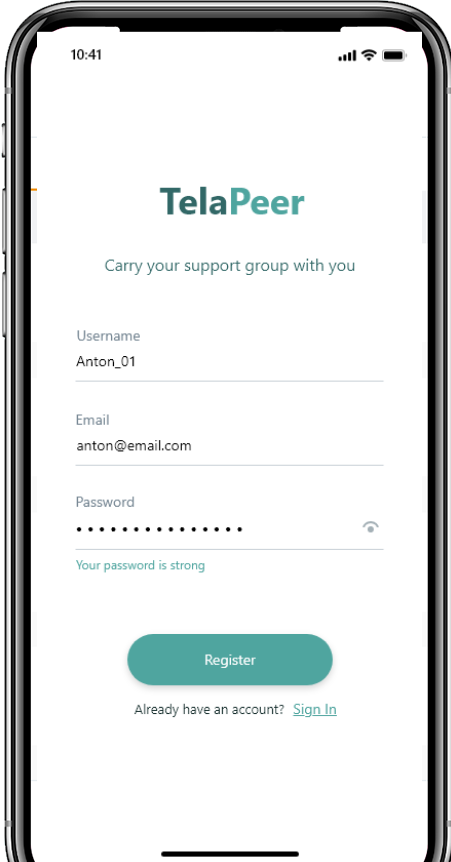 10:41
TelaPeer
Carry your support group with you
Username
Anton_01
Email
anton@email.com
Password
• • • • • • • • • • • • • • •
Your password is strong
Register
Already have an account? Sign In